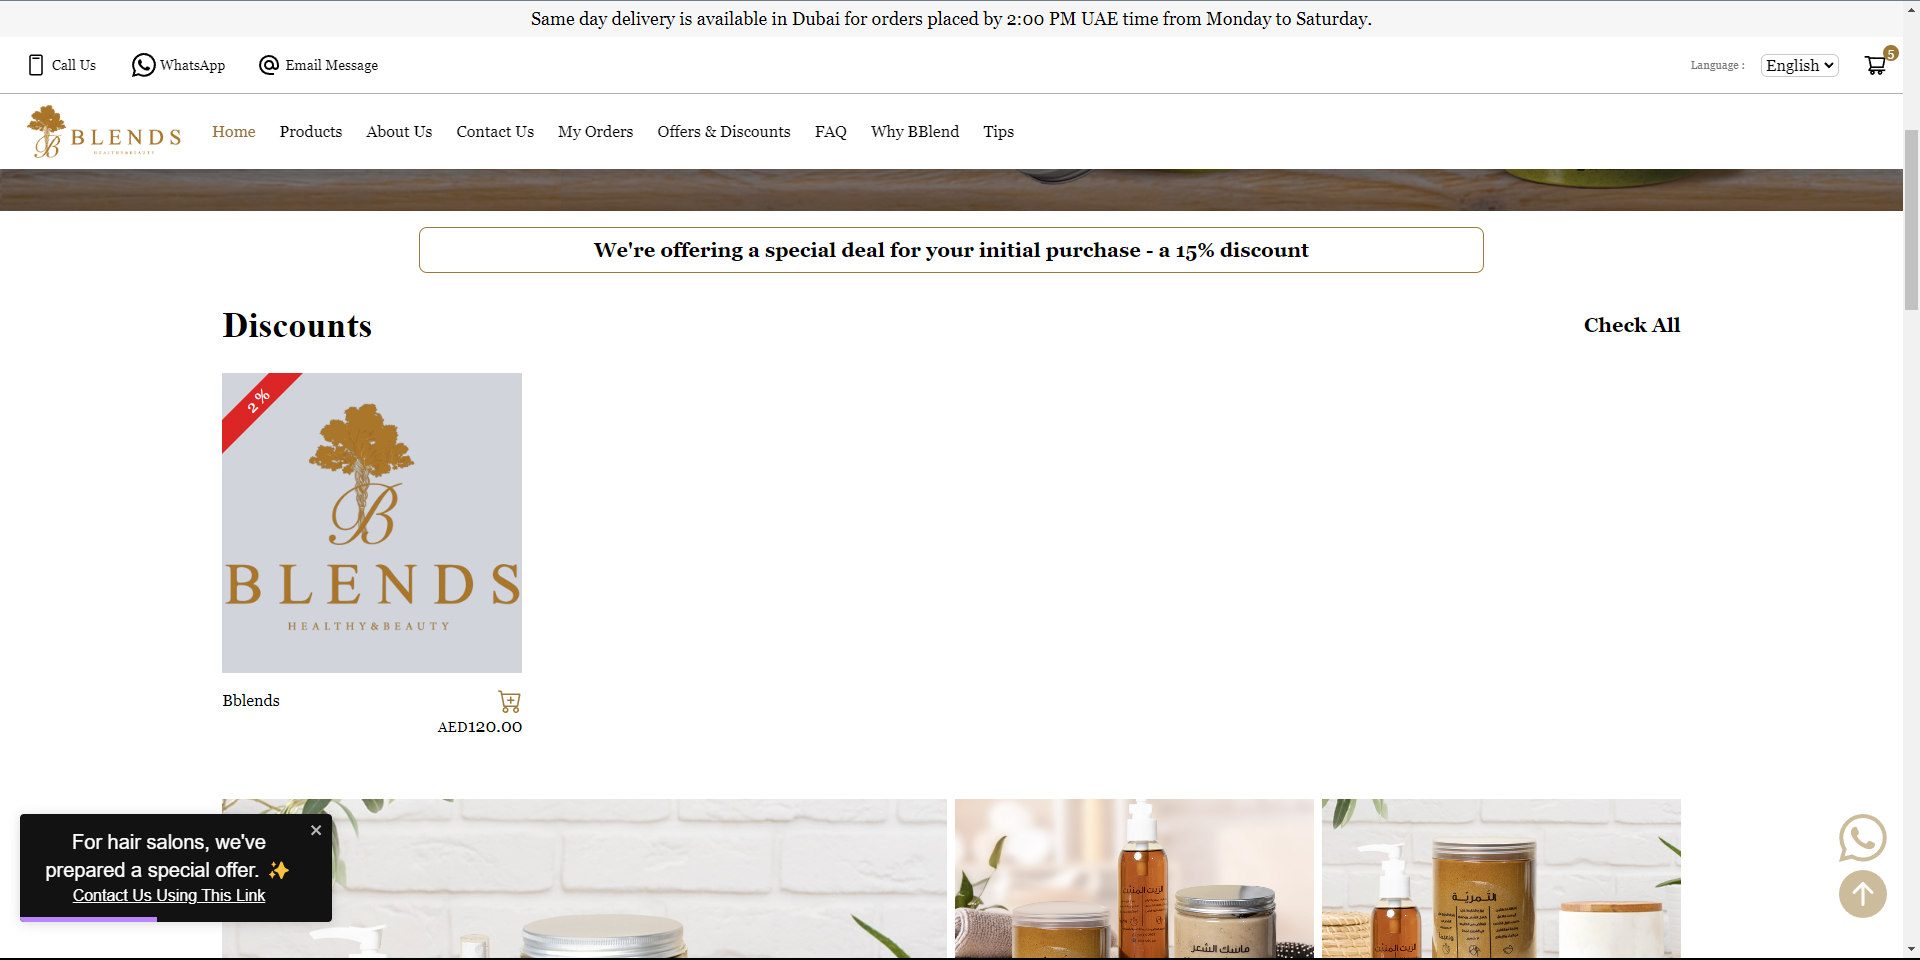 Same day delivery is available in Dubai for orders placed by 2:00 PM UAE time from Monday to Saturday.
Call Us WhatsApp Email Message Language : English 5
B BLENDS
HEALTHY&BEAUTY
Home Products About Us Contact Us My Orders Offers & Discounts FAQ Why BBlend Tips
We're offering a special deal for your initial purchase - a 15% discount
Discounts Check All
2 %
B
BLENDS
HEALTHY&BEAUTY
Bblends
AED120.00
For hair salons, we've
prepared a special offer. ✨
Contact Us Using This Link
ماسك الشعر
التمريّة